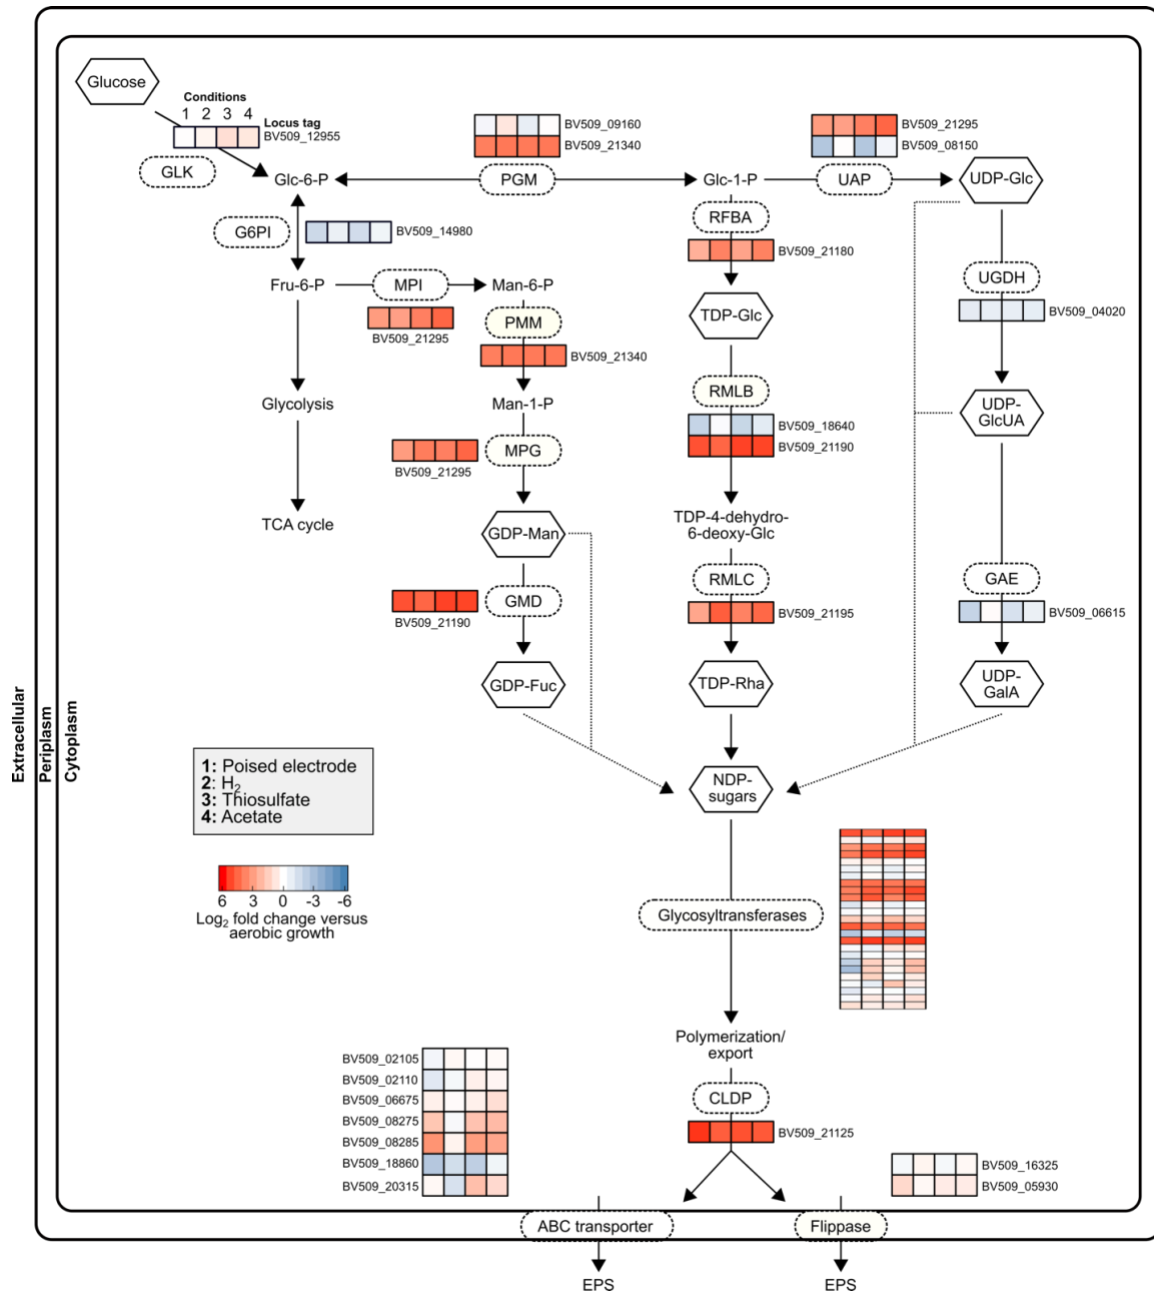 Glucose
Conditions
1 2 3 4
Locus tag
BV509_12955
GLK
Glc-6-P
BV509_09160
BV509_21340
PGM
Glc-1-P
BV509_21295
BV509_08150
UAP
UDP-Glc
G6PI
BV509_14980
RFBA
BV509_21180
UGDH
BV509_04020
Fru-6-P
MPI
BV509_21295
Man-6-P
PMM
BV509_21340
TDP-Glc
Glycolysis
Man-1-P
RMLB
BV509_18640
BV509_21190
UDP-
GlcUA
BV509_21295
MPG
TCA cycle
GDP-Man
TDP-4-dehydro-
6-deoxy-Glc
RMLC
BV509_21195
GAE
BV509_06615
BV509_21190
GMD
GDP-Fuc
TDP-Rha
UDP-
GalA
Extracellular
Periplasm
Cytoplasm
1: Poised electrode
2: H2
3: Thiosulfate
4: Acetate
NDP-
sugars
6 3 0 -3 -6
Log2 fold change versus
aerobic growth
Glycosyltransferases
Polymerization/
export
CLDP
BV509_21125
BV509_02105
BV509_02110
BV509_06675
BV509_08275
BV509_08285
BV509_18860
BV509_20315
BV509_16325
BV509_05930
ABC transporter
Flippase
EPS
EPS